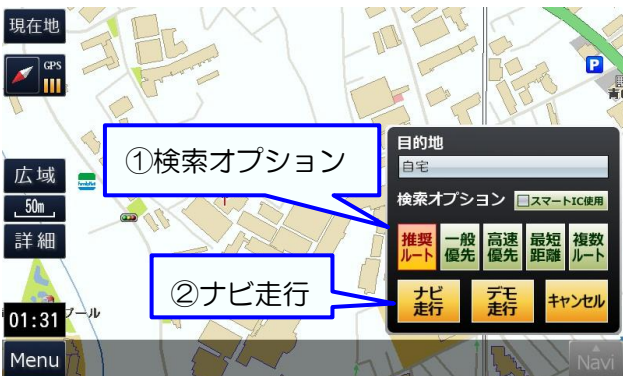 現在地
GPS
P
①検索オプション
目的地
自宅
検索オプション
スマートIC使用
広域
FamilyMart
50m
詳細
推奨
ルート
一般
優先
高速
優先
最短
距離
複数
ルート
②ナビ走行
ナビ
走行
デモ
走行
キャンセル
プール
01:31
Menu
Navi